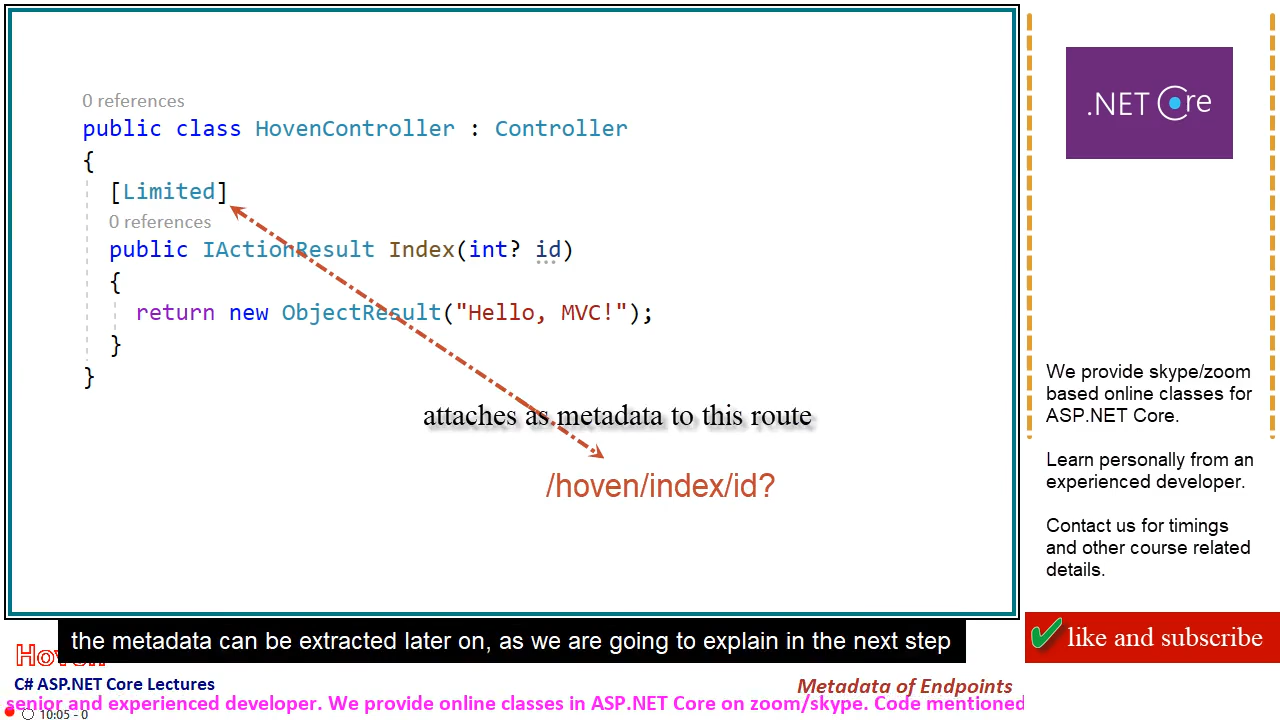 0 references
public class HovenController : Controller
{
[Limited]
0 references
public IActionResult Index(int? id)
{
return new ObjectResult("Hello, MVC!");
}
}
attaches as metadata to this route
/hoven/index/id?
.NET Core
We provide skype/zoom
based online classes for
ASP.NET Core.
Learn personally from an
experienced developer.
Contact us for timings
and other course related
details.
like and subscribe
the metadata can be extracted later on, as we are going to explain in the next step
Hoven
C# ASP.NET Core Lectures
Metadata of Endpoints
senior and experienced developer. We provide online classes in ASP.NET Core on zoom/skype. Code mentioned
10:05 - 0